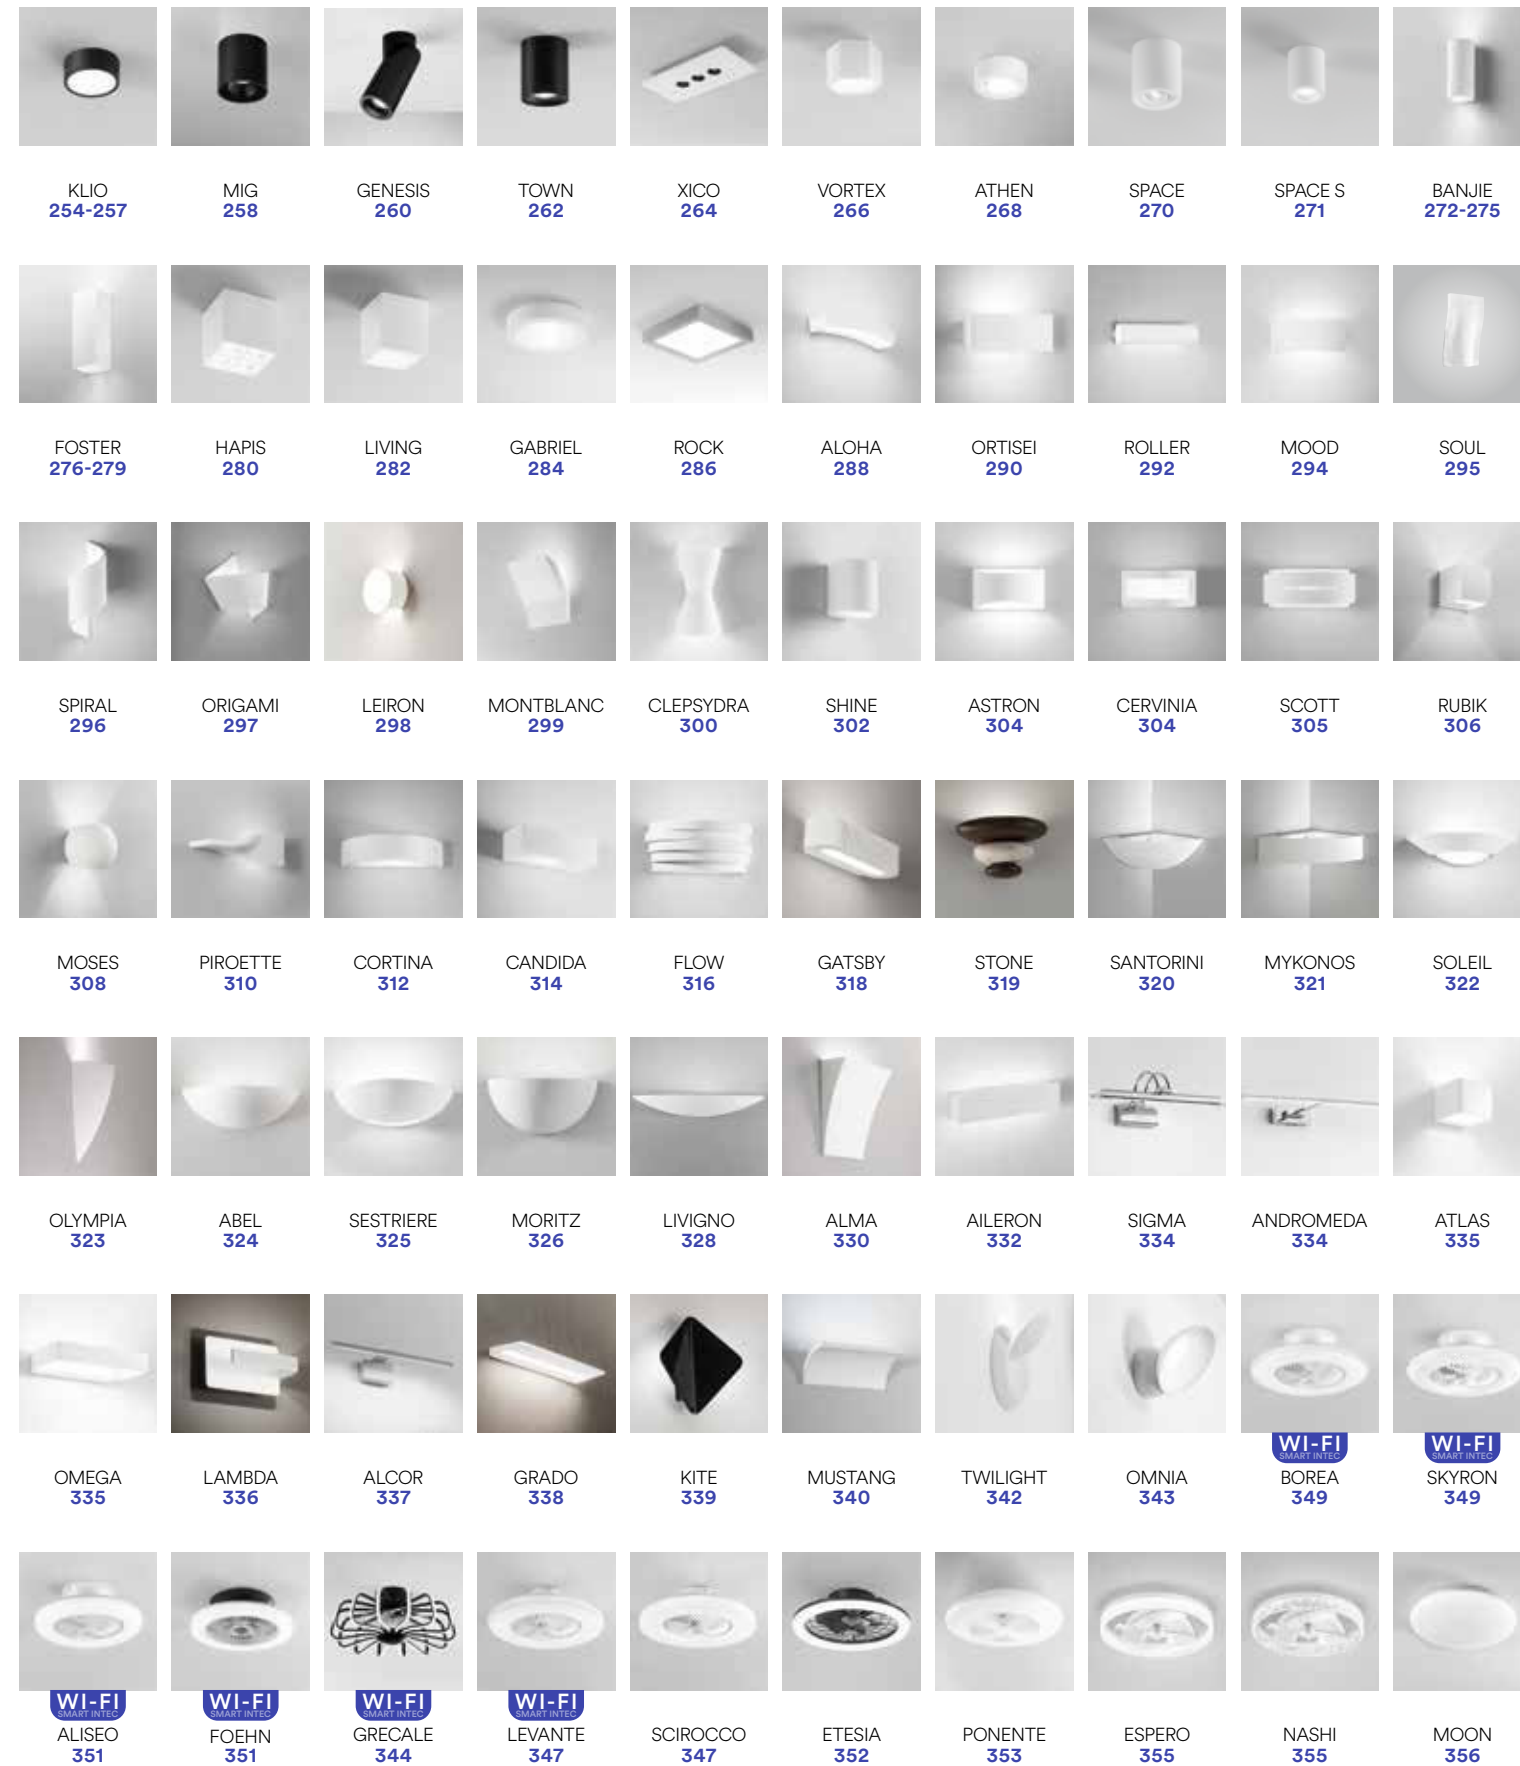 KLIO
254-257
MIG
258
GENESIS
260
TOWN
262
XICO
264
VORTEX
266
ATHEN
268
SPACE
270
SPACE S
271
BANJIE
272-275
FOSTER
276-279
HAPIS
280
LIVING
282
GABRIEL
284
ROCK
286
ALOHA
288
ORTISEI
290
ROLLER
292
MOOD
294
SOUL
295
SPIRAL
296
ORIGAMI
297
LEIRON
298
MONTBLANC
299
CLEPSYDRA
300
SHINE
302
ASTRON
304
CERVINIA
304
SCOTT
305
RUBIK
306
MOSES
308
PIROETTE
310
CORTINA
312
CANDIDA
314
FLOW
316
GATSBY
318
STONE
319
SANTORINI
320
MYKONOS
321
SOLEIL
322
OLYMPIA
323
ABEL
324
SESTRIERE
325
MORITZ
326
LIVIGNO
328
ALMA
330
AILERON
332
SIGMA
334
ANDROMEDA
334
ATLAS
335
OMEGA
335
LAMBDA
336
ALCOR
337
GRADO
338
KITE
339
MUSTANG
340
TWILIGHT
342
OMNIA
343
WI-FI
SMART INTEC
BOREA
349
WI-FI
SMART INTEC
SKYRON
349
WI-FI
SMART INTEC
ALISEO
351
WI-FI
SMART INTEC
FOEHN
351
WI-FI
SMART INTEC
GRECALE
344
WI-FI
SMART INTEC
LEVANTE
347
SCIROCCO
347
ETESIA
352
PONENTE
353
ESPERO
355
NASHI
355
MOON
356